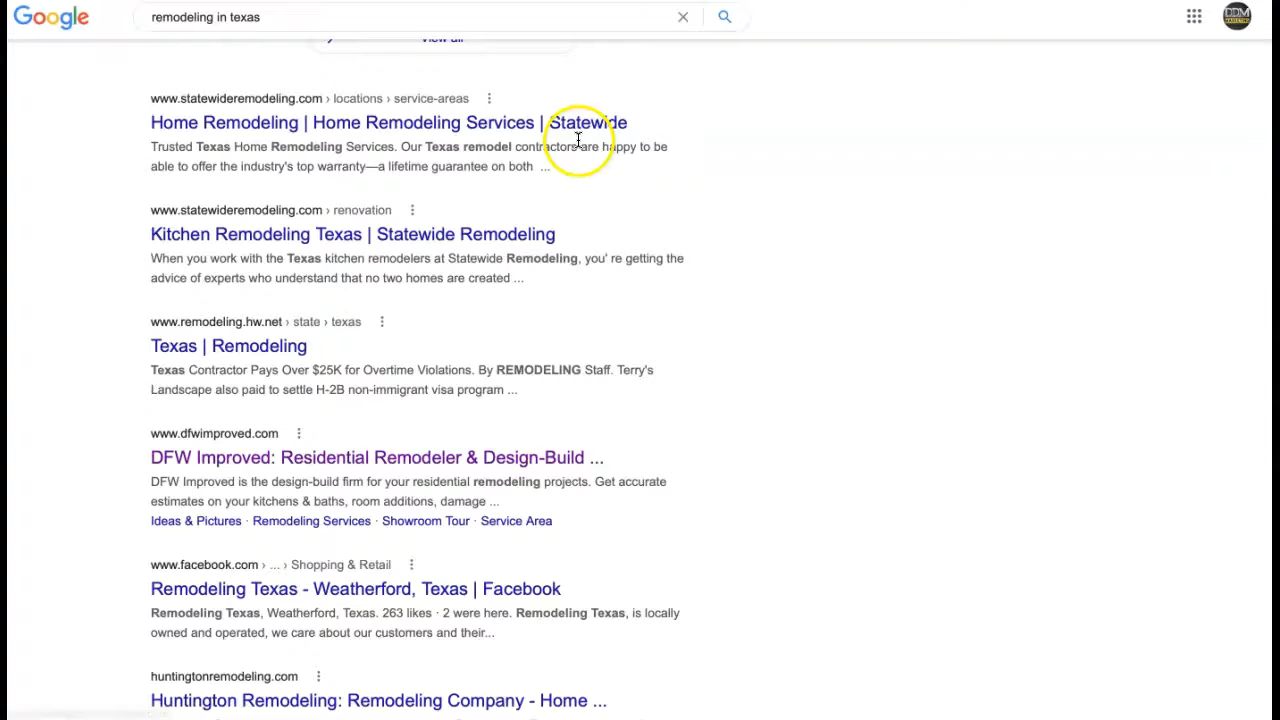 Google
remodeling in texas
View all
www.statewideremodeling.com › locations › service-areas
Home Remodeling | Home Remodeling Services | Statewide
Trusted Texas Home Remodeling Services. Our Texas remodel contractors are happy to be
able to offer the industry's top warranty—a lifetime guarantee on both ...
www.statewideremodeling.com › renovation
Kitchen Remodeling Texas | Statewide Remodeling
When you work with the Texas kitchen remodelers at Statewide Remodeling, you' re getting the
advice of experts who understand that no two homes are created ...
www.remodeling.hw.net › state › texas
Texas | Remodeling
Texas Contractor Pays Over $25K for Overtime Violations. By REMODELING Staff. Terry's
Landscape also paid to settle H-2B non-immigrant visa program ...
www.dfwimproved.com
DFW Improved: Residential Remodeler & Design-Build ...
DFW Improved is the design-build firm for your residential remodeling projects. Get accurate
estimates on your kitchens & baths, room additions, damage ...
Ideas & Pictures · Remodeling Services · Showroom Tour · Service Area
www.facebook.com › ... › Shopping & Retail
Remodeling Texas - Weatherford, Texas | Facebook
Remodeling Texas, Weatherford, Texas. 263 likes · 2 were here. Remodeling Texas, is locally
owned and operated, we care about our customers and their...
huntingtonremodeling.com
Huntington Remodeling: Remodeling Company - Home ...